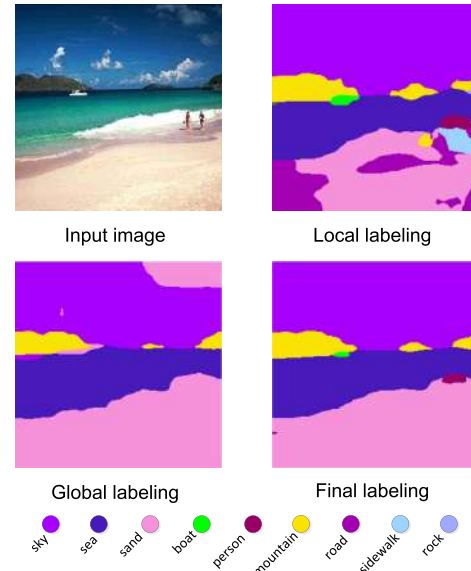 Input image
Local labeling
Global labeling
Final labeling
sky
sea
sand
boat
person
mountain
road
sidewalk
rock